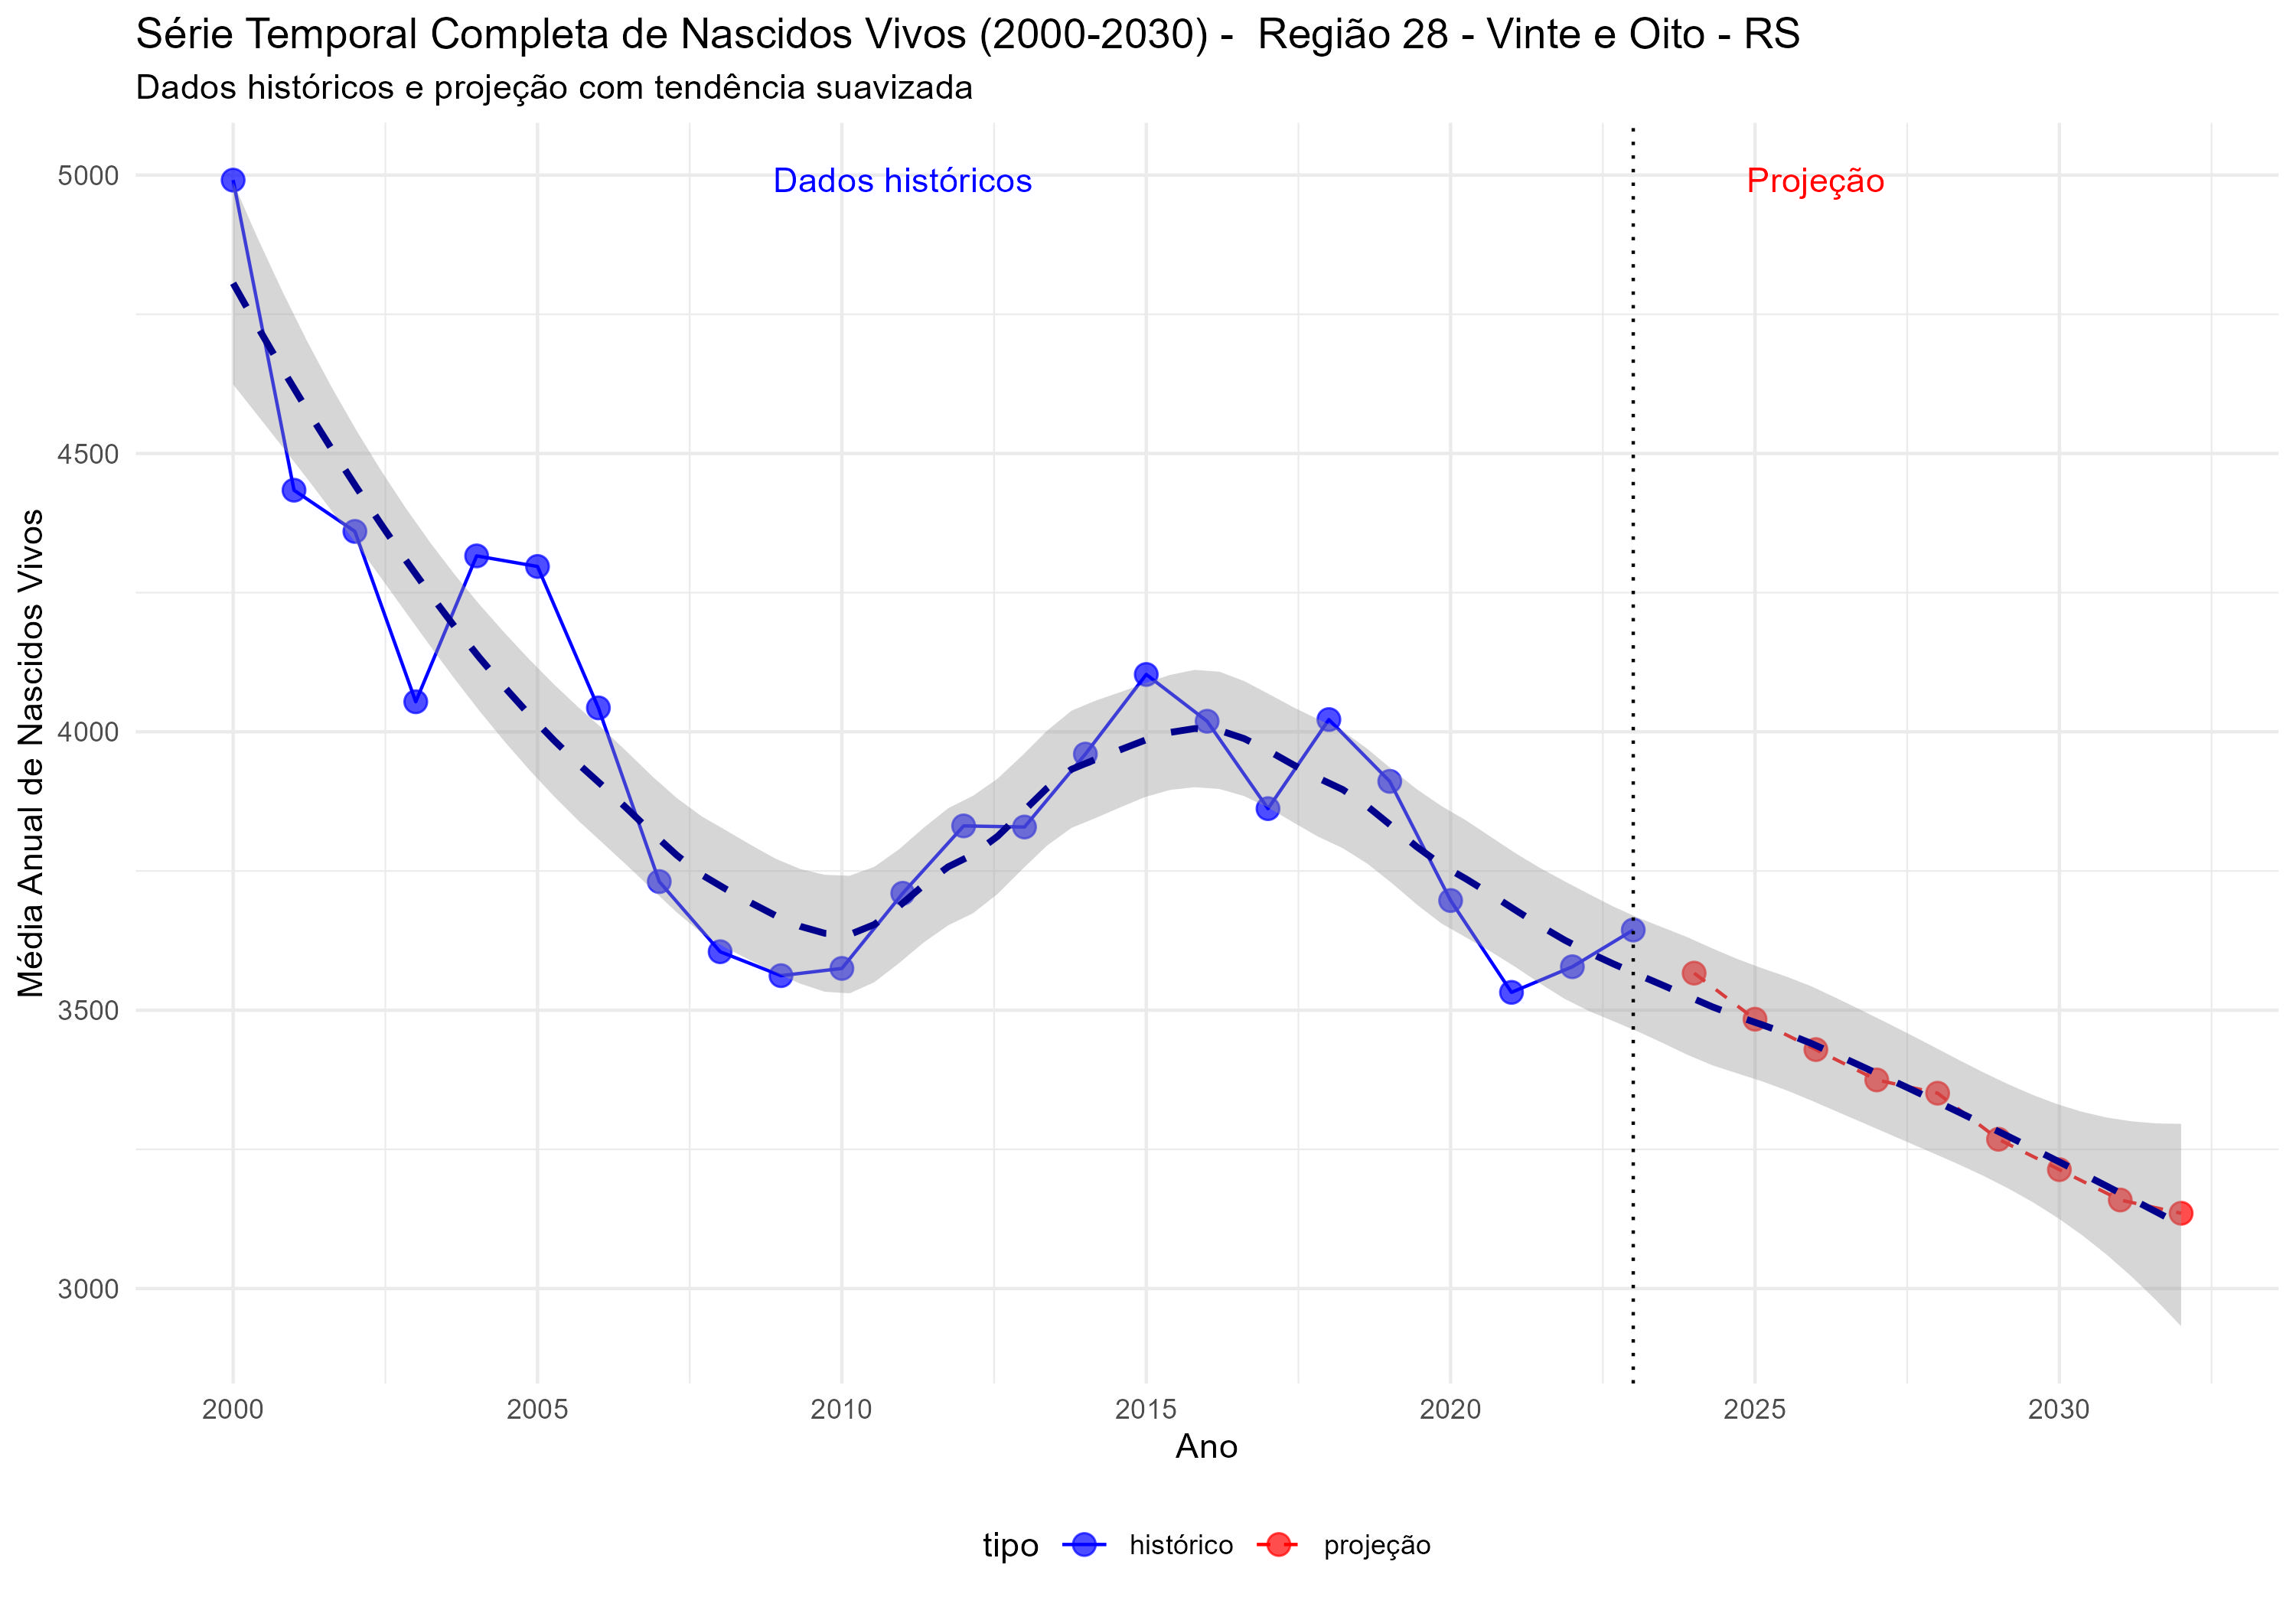 Série Temporal Completa de Nascidos Vivos (2000-2030) -  Região 28 - Vinte e Oito - RS
Dados históricos e projeção com tendência suavizada
Média Anual de Nascidos Vivos
5000
4500
4000
3500
3000
Dados históricos
Projeção
2000
2005
2010
2015
2020
2025
2030
Ano
tipo
histórico
projeção